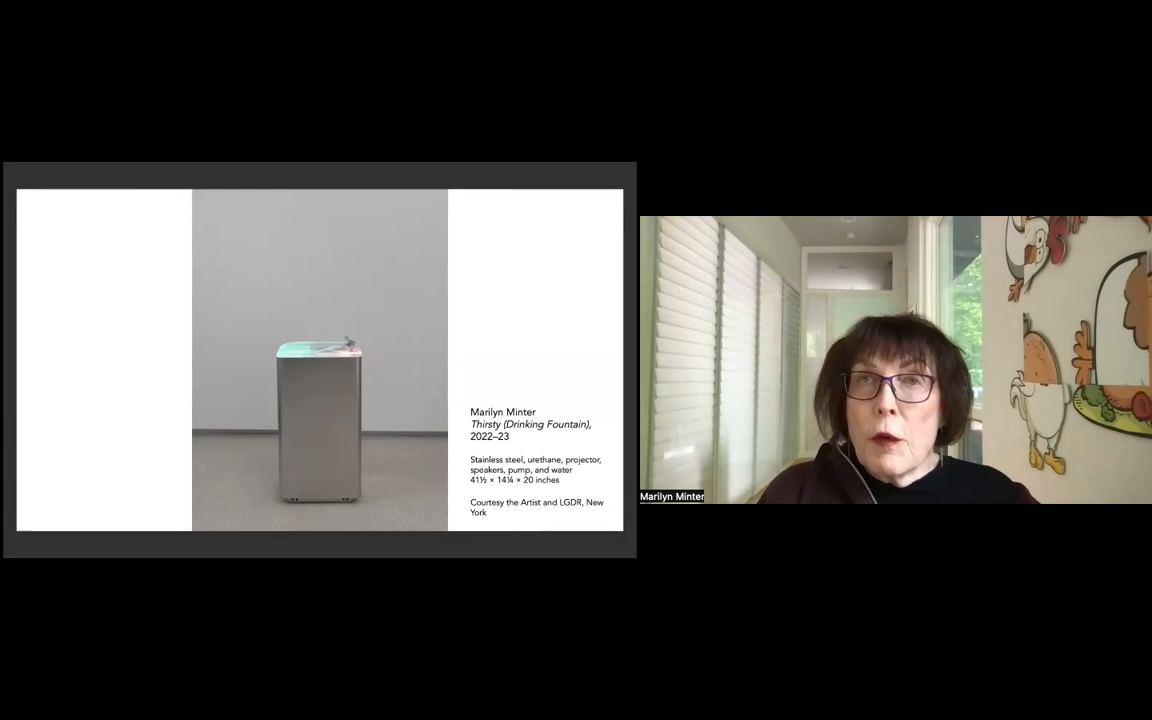 Marilyn Minter
Thirsty (Drinking Fountain),
2022–23
Stainless steel, urethane, projector,
speakers, pump, and water
41½ × 14¼ × 20 inches
Courtesy the Artist and LGDR, New
York
Marilyn Minter